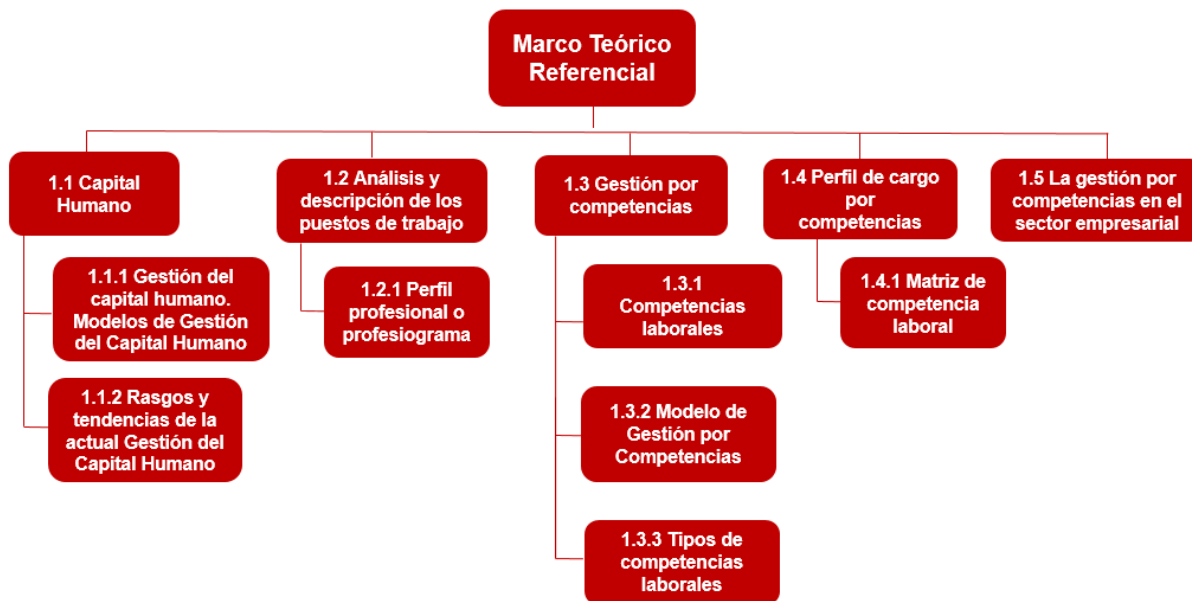 Marco Teórico
Referencial
1.1 Capital
Humano
1.2 Análisis y
descripción de los
puestos de trabajo
1.3 Gestión por
competencias
1.4 Perfil de cargo
por
competencias
1.5 La gestión por
competencias en el
sector empresarial
1.1.1 Gestión del
capital humano.
Modelos de Gestión
del Capital Humano
1.1.2 Rasgos y
tendencias de la
actual Gestión del
Capital Humano
1.2.1 Perfil
profesional o
profesiograma
1.3.1
Competencias
laborales
1.3.2 Modelo de
Gestión por
Competencias
1.3.3 Tipos de
competencias
laborales
1.4.1 Matriz de
competencia
laboral